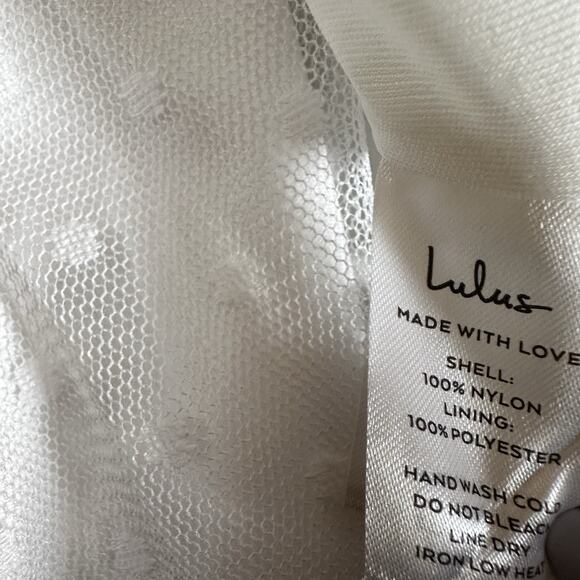 Lulus
MADE WITH LOVE
SHELL:
100% NYLON
LINING:
100% POLYESTER
HAND WASH COL
DO NOT BLEAC
LINE DRY
IRON LOW HEAT